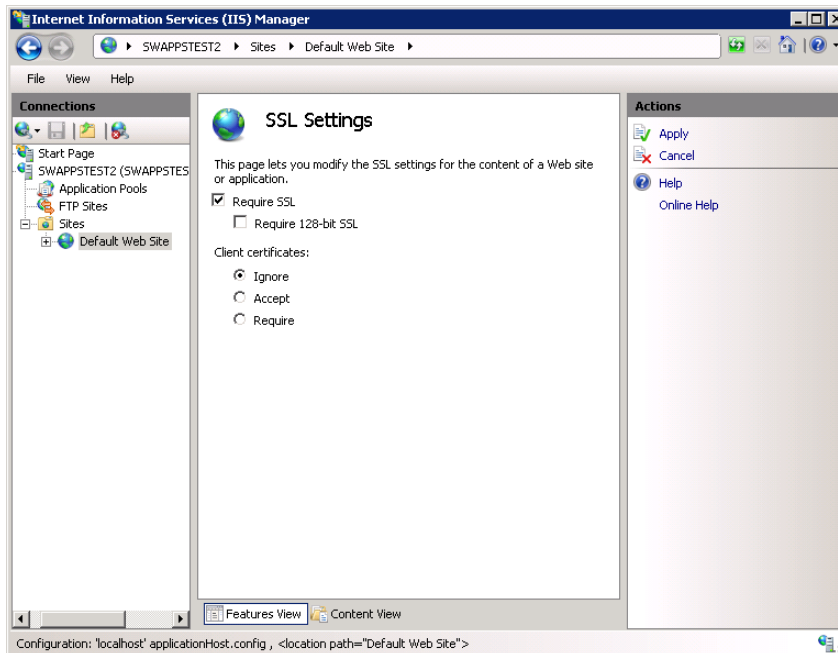 Internet Information Services (IIS) Manager
SWAPPSTEST2 Sites Default Web Site
File View Help
Connections
Start Page
SWAPPSTEST2 (SWAPPSTES
Application Pools
FTP Sites
Sites
Default Web Site
SSL Settings
This page lets you modify the SSL settings for the content of a Web site
or application.
Require SSL
Require 128-bit SSL
Client certificates:
Ignore
Accept
Require
Features View Content View
Actions
Apply
Cancel
Help
Online Help
Configuration: 'localhost' applicationHost.config , <location path="Default Web Site">